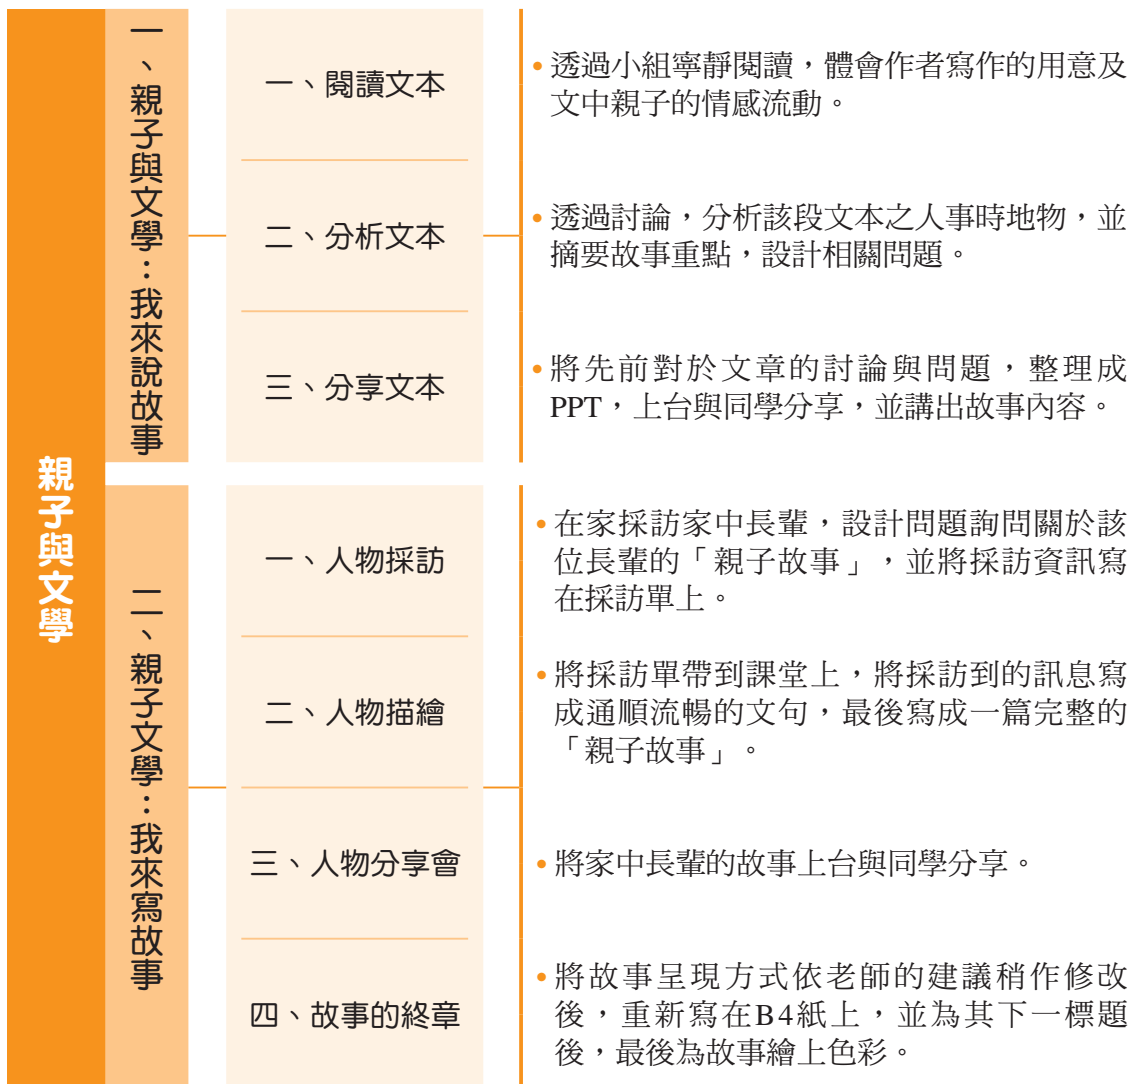 親子與文學
一、親子與文學：我來說故事
一、閱讀文本
•透過小組寧靜閱讀，體會作者寫作的用意及
文中親子的情感流動。
二、分析文本
•透過討論，分析該段文本之人事時地物，並
摘要故事重點，設計相關問題。
三、分享文本
•將先前對於文章的討論與問題，整理成
PPT，上台與同學分享，並講出故事內容。
二、親子文學：我來寫故事
一、人物採訪
•在家採訪家中長輩，設計問題詢問關於該
位長輩的「親子故事」，並將採訪資訊寫
在採訪單上。
二、人物描繪
•將採訪單帶到課堂上，將採訪到的訊息寫
成通順流暢的文句，最後寫成一篇完整的
「親子故事」。
三、人物分享會
•將家中長輩的故事上台與同學分享。
四、故事的終章
•將故事呈現方式依老師的建議稍作修改
後，重新寫在B4紙上，並為其下一標題
後，最後為故事繪上色彩。